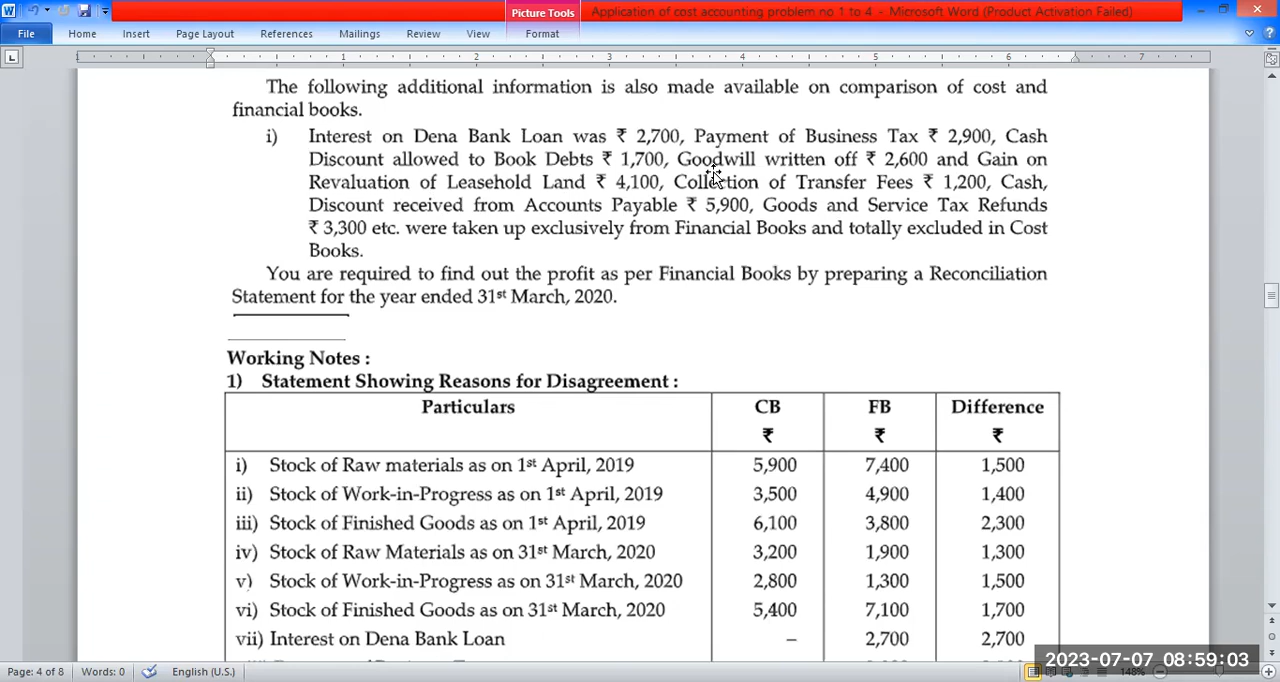 Picture Tools
Application of cost accounting problem no 1 to 4 - Microsoft Word (Product Activation Failed)
File Home Insert Page Layout References Mailings Review View Format
1 1 2 3 4 5 6 7
The following additional information is also made available on comparison of cost and
financial books.
i) Interest on Dena Bank Loan was ₹ 2,700, Payment of Business Tax ₹ 2,900, Cash
Discount allowed to Book Debts ₹ 1,700, Goodwill written off ₹ 2,600 and Gain on
Revaluation of Leasehold Land ₹ 4,100, Collection of Transfer Fees ₹ 1,200, Cash,
Discount received from Accounts Payable ₹ 5,900, Goods and Service Tax Refunds
₹ 3,300 etc. were taken up exclusively from Financial Books and totally excluded in Cost
Books.
You are required to find out the profit as per Financial Books by preparing a Reconciliation
Statement for the year ended 31st March, 2020.
Working Notes :
1) Statement Showing Reasons for Disagreement :
Particulars CB FB Difference
₹ ₹ ₹
i) Stock of Raw materials as on 1st April, 2019 5,900 7,400 1,500
ii) Stock of Work-in-Progress as on 1st April, 2019 3,500 4,900 1,400
iii) Stock of Finished Goods as on 1st April, 2019 6,100 3,800 2,300
iv) Stock of Raw Materials as on 31st March, 2020 3,200 1,900 1,300
v) Stock of Work-in-Progress as on 31st March, 2020 2,800 1,300 1,500
vi) Stock of Finished Goods as on 31st March, 2020 5,400 7,100 1,700
vii) Interest on Dena Bank Loan – 2,700 2,700
2023-07-07 08:59:03
Page: 4 of 8 Words: 0 English (U.S.) 148%